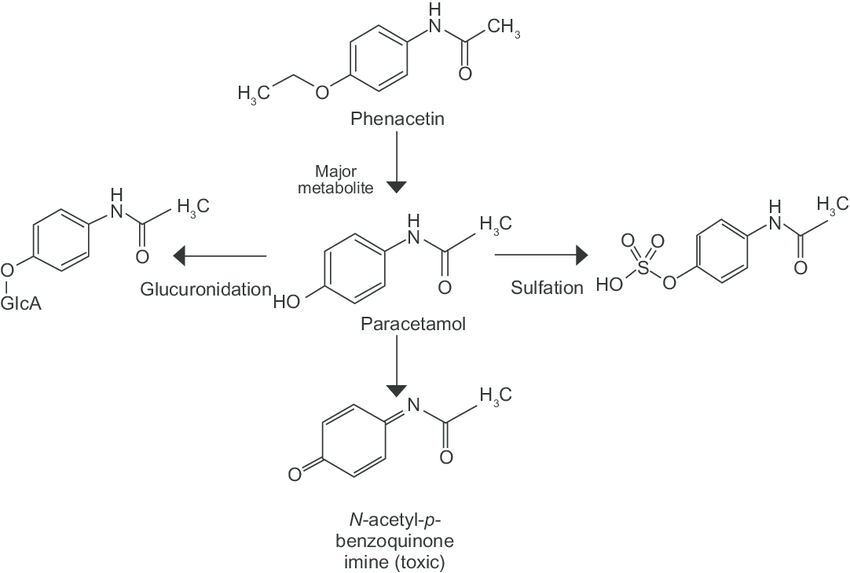 H
N
CH3
O
H3C
O
Phenacetin
Major
metabolite
H
N
H3C
O
O
GlcA
Glucuronidation
H
N
H3C
O
HO
Paracetamol
Sulfation
H
N
H3C
O
O O
S
HO
O
N
H3C
O
O
N-acetyl-p-
benzoquinone
imine (toxic)